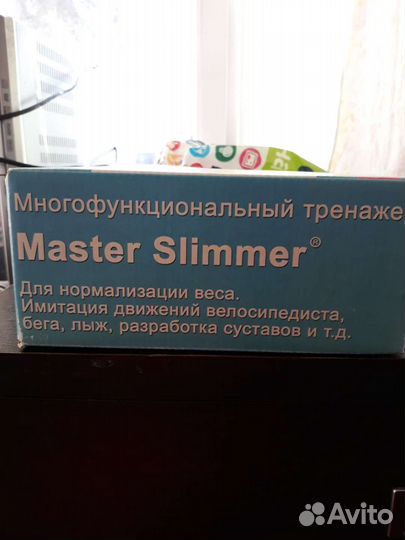 Многофункциональный тренаже
Master Slimmer®
Для нормализации веса.
Имитация движений велосипедиста,
бега, лыж, разработка суставов и т.д.
Avito